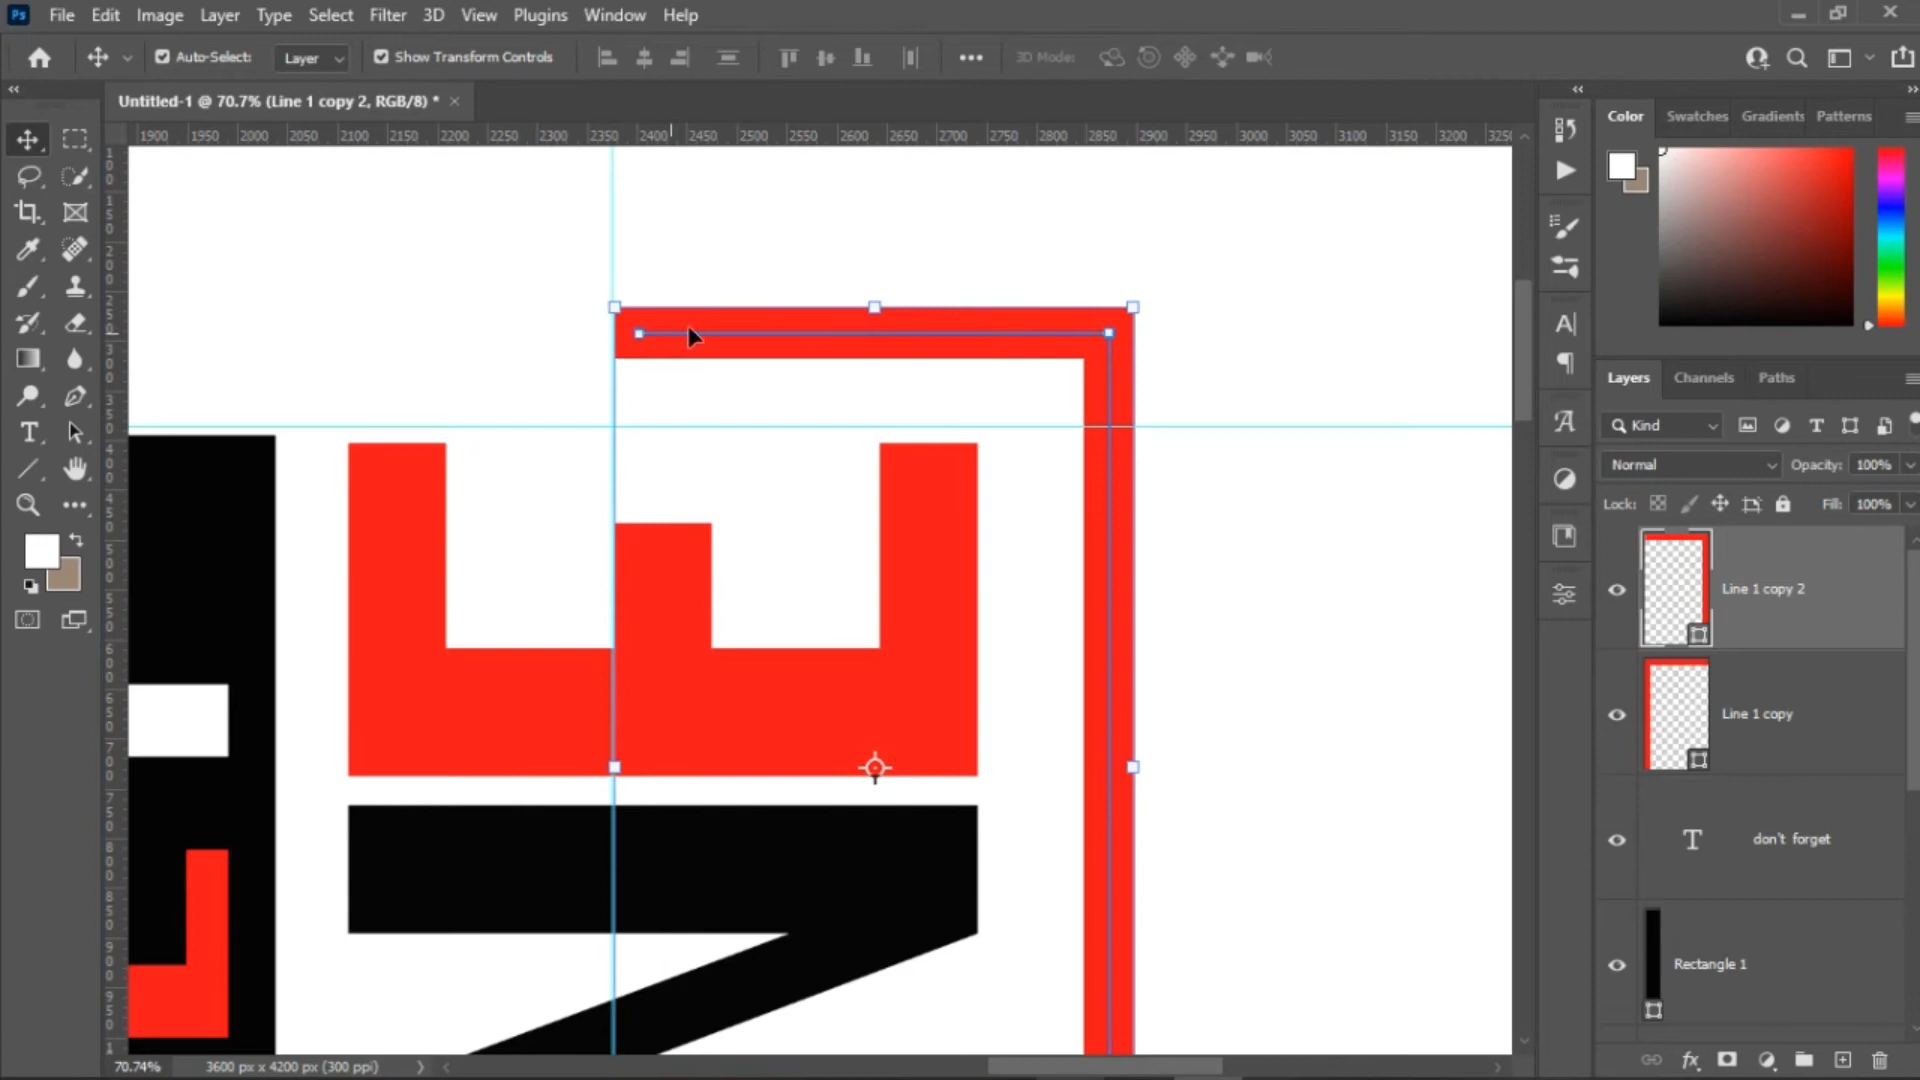 Ps File Edit Image Layer Type Select Filter 3D View Plugins Window Help
Auto-Select: Layer Show Transform Controls 3D Mode:
Untitled-1 @ 70.7% (Line 1 copy 2, RGB/8) * ×
1900 1950 2000 2050 2100 2150 2200 2250 2300 2350 2400 2450 2500 2550 2600 2650 2700 2750 2800 2850 2900 2950 3000 3050 3100 3150 3200
Color Swatches Gradients Patterns
Layers Channels Paths
Kind
Normal Opacity: 100%
Lock: Fill: 100%
Line 1 copy 2
Line 1 copy
T don't forget
Rectangle 1
70.74% 3600 px x 4200 px (300 ppi)